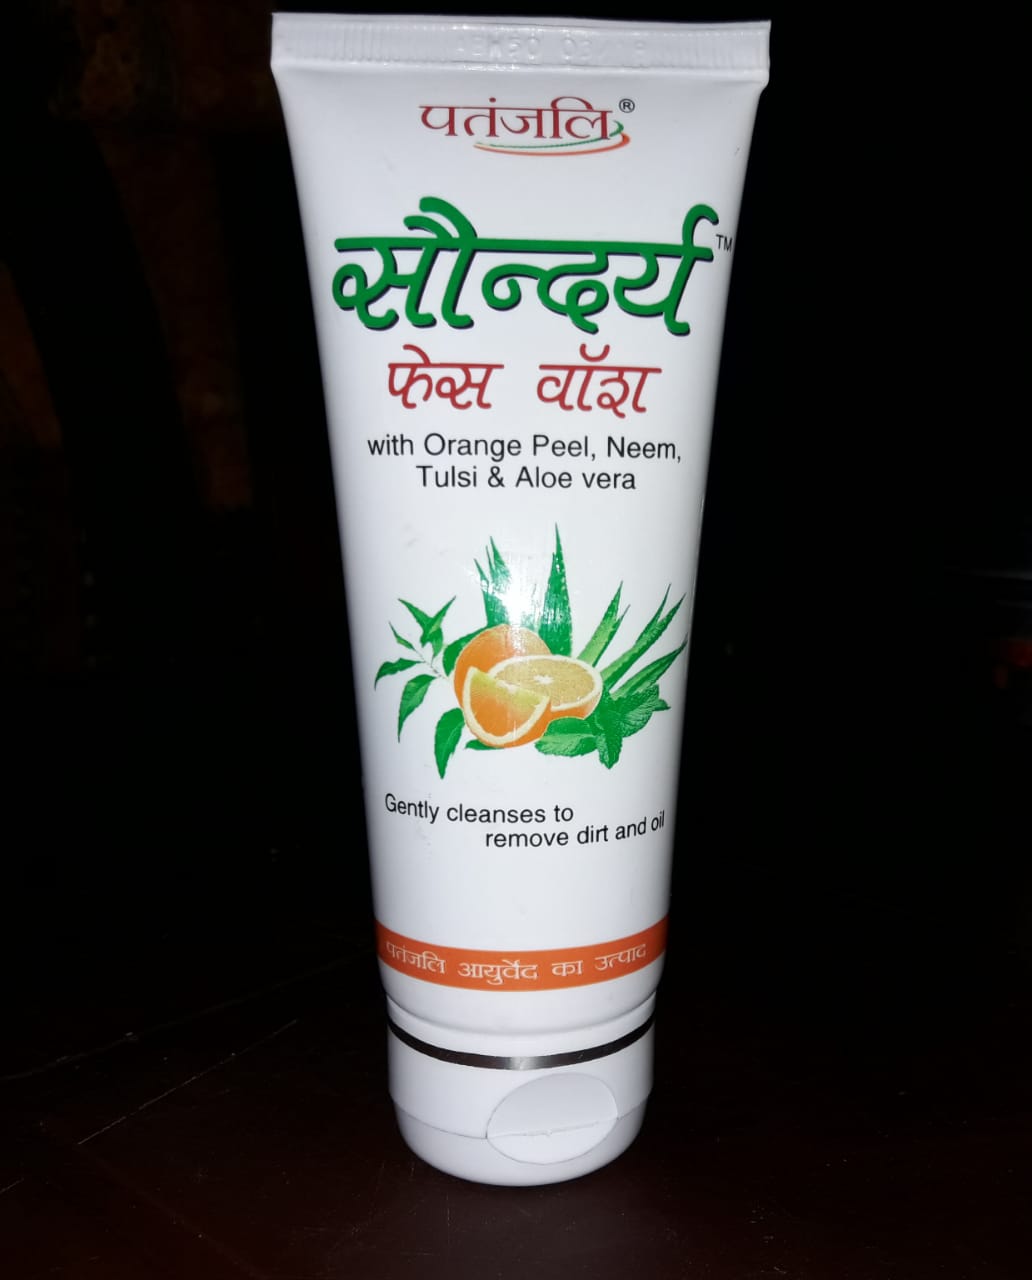 पतंजलि®
सौन्दर्य™
फेस वॉश
with Orange Peel, Neem,
Tulsi & Aloe vera
Gently cleanses to
remove dirt and oil
पतंजलि आयुर्वेद का उत्पाद